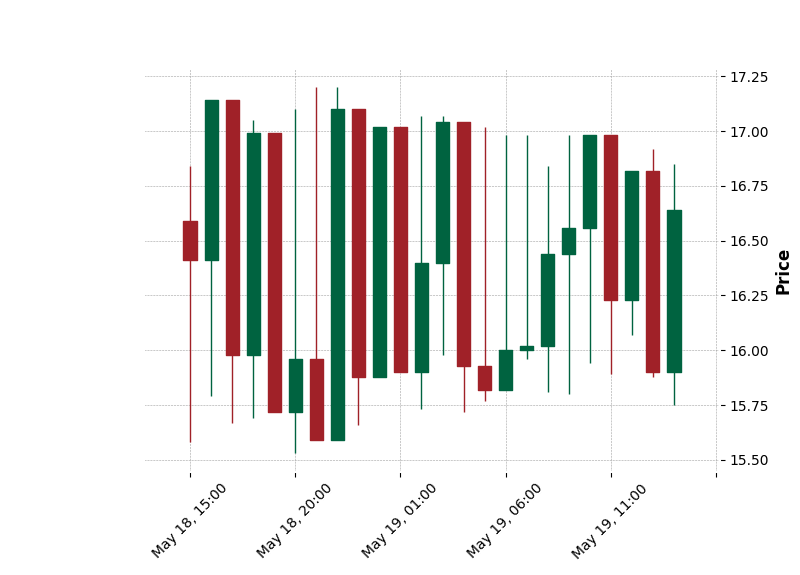 17.25
17.00
16.75
16.50
16.25
16.00
15.75
15.50
Price
May 18, 15:00
May 18, 20:00
May 19, 01:00
May 19, 06:00
May 19, 11:00